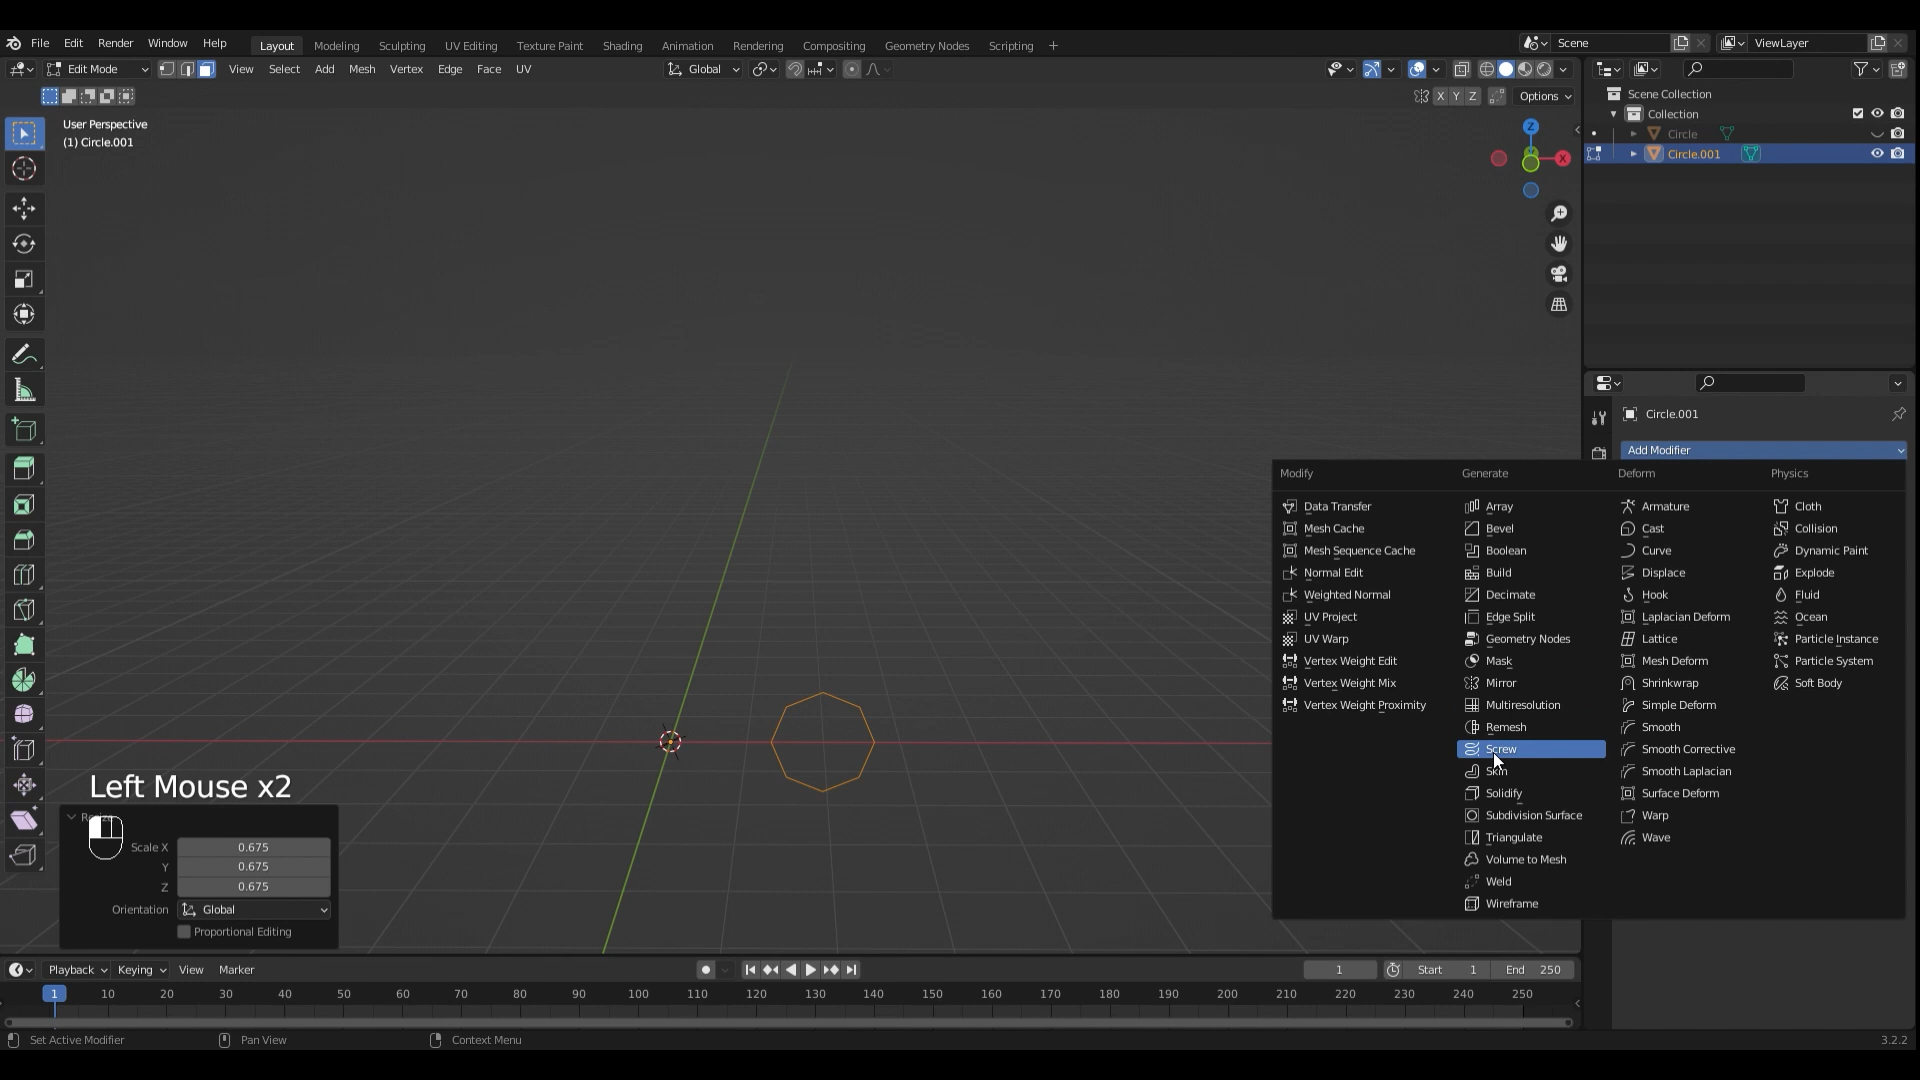 File Edit Render Window Help Layout Modeling Sculpting UV Editing Texture Paint Shading Animation Rendering Compositing Geometry Nodes Scripting + Scene ViewLayer
Edit Mode View Select Add Mesh Vertex Edge Face UV Global
X Y Z Options
User Perspective
(1) Circle.001
Z
X
Scene Collection
Collection
Circle
Circle.001
Circle.001
Add Modifier
Modify Generate Deform Physics
Data Transfer Array Armature Cloth
Mesh Cache Bevel Cast Collision
Mesh Sequence Cache Boolean Curve Dynamic Paint
Normal Edit Build Displace Explode
Weighted Normal Decimate Hook Fluid
UV Project Edge Split Laplacian Deform Ocean
UV Warp Geometry Nodes Lattice Particle Instance
Vertex Weight Edit Mask Mesh Deform Particle System
Vertex Weight Mix Mirror Shrinkwrap Soft Body
Vertex Weight Proximity Multiresolution Simple Deform
Remesh Smooth
Screw Smooth Corrective
Skin Smooth Laplacian
Solidify Surface Deform
Subdivision Surface Warp
Triangulate Wave
Volume to Mesh
Weld
Wireframe
Left Mouse x2
Scale X 0.675
Y 0.675
Z 0.675
Orientation Global
Proportional Editing
Playback Keying View Marker 1 Start 1 End 250
1 10 20 30 40 50 60 70 80 90 100 110 120 130 140 150 160 170 180 190 200 210 220 230 240 250
Set Active Modifier Pan View Context Menu 3.2.2